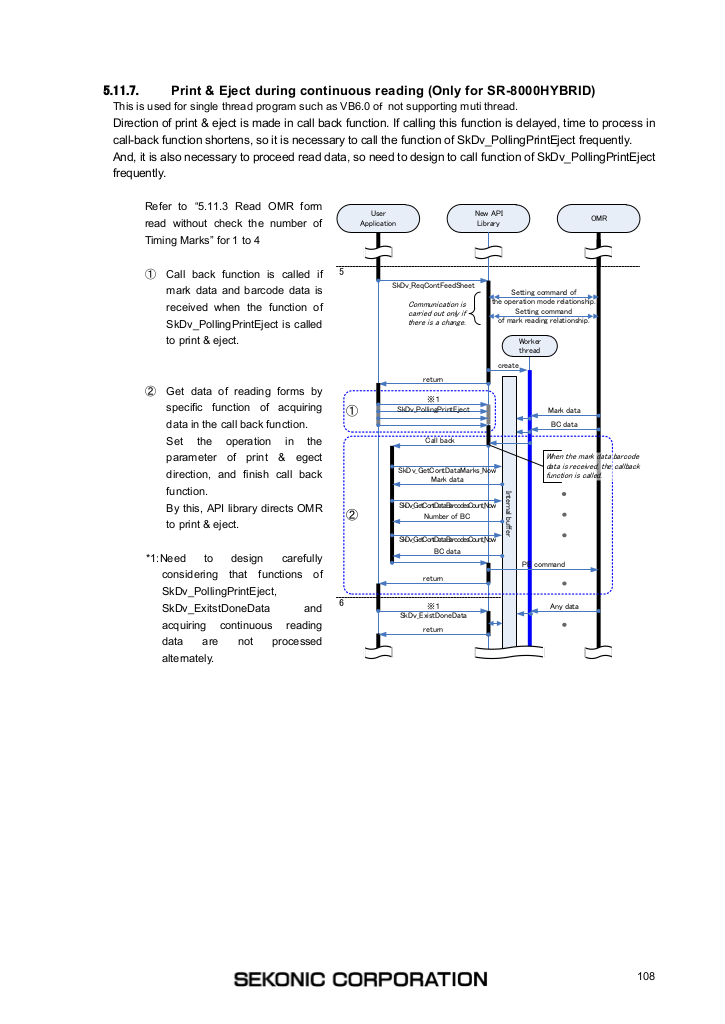 5.11.7. Print & Eject during continuous reading (Only for SR-8000HYBRID)
This is used for single thread program such as VB6.0 of not supporting muti thread.
Direction of print & eject is made in call back function. If calling this function is delayed, time to process in
call-back function shortens, so it is necessary to call the function of SkDv_PollingPrintEject frequently.
And, it is also necessary to proceed read data, so need to design to call function of SkDv_PollingPrintEject
frequently.
Refer to "5.11.3 Read OMR form
read without check the number of
Timing Marks" for 1 to 4
① Call back function is called if
mark data and barcode data is
received when the function of
SkDv_PollingPrintEject is called
to print & eject.
② Get data of reading forms by
specific function of acquiring
data in the call back function.
Set the operation in the
parameter of print & egect
direction, and finish call back
function.
By this, API library directs OMR
to print & eject.
*1:Need to design carefully
considering that functions of
SkDv_PollingPrintEject,
SkDv_ExitstDoneData and
acquiring continuous reading
data are not processed
alternately.
User
Application
New API
Library
OMR
5
SkDv_ReqContFeedSheet
Setting command of
the operation mode relationship.
Communication is
carried out only if
there is a change.
Setting command
of mark reading relationship.
Worker
thread
create
return
①
※1
SkDv_PollingPrintEject
Mark data
BC data
Call back
When the mark data, barcode
data is received, the callback
function is called.
SkDv_GetContDataMarks_Now
Mark data
②
SkDv_GetContDataBarcodesCount_Now
Number of BC
Internal buffer
SkDv_GetContDataBarcodesCount_Now
BC data
command
return
6
※1
SkDv_ExistDoneData
Any data
return
SEKONIC CORPORATION
108